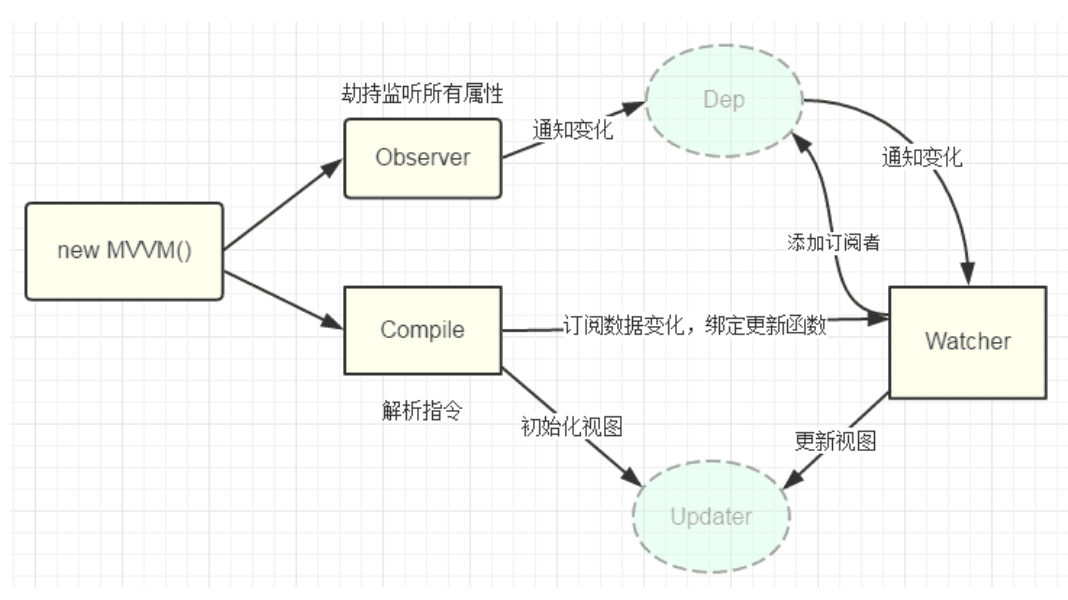 劫持监听所有属性
Dep
通知变化
Observer
通知变化
new MVVM()
添加订阅者
Compile
订阅数据变化，绑定更新函数
Watcher
解析指令
初始化视图
更新视图
Updater